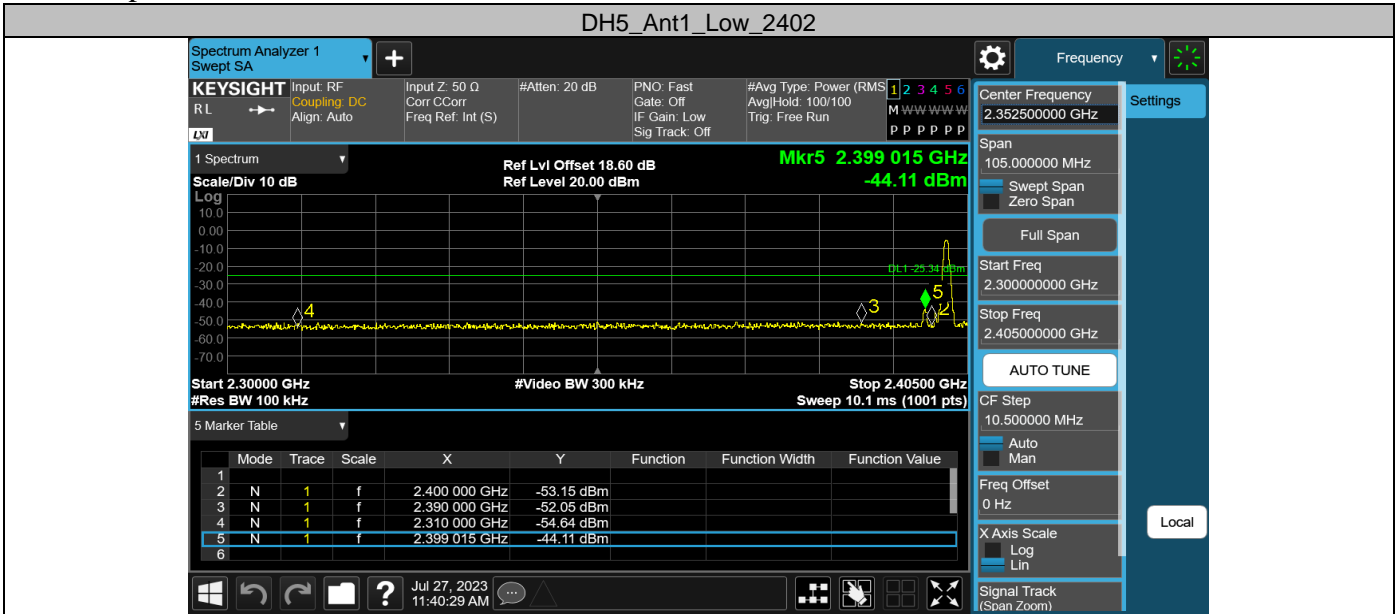 DH5_Ant1_Low_2402
Spectrum Analyzer 1
Swept SA
+
Frequency
KEYSIGHT
RL
LXI
Input: RF
Coupling: DC
Align: Auto
Input Z: 50 Ω
Corr CCorr
Freq Ref: Int (S)
#Atten: 20 dB
PNO: Fast
Gate: Off
IF Gain: Low
Sig Track: Off
#Avg Type: Power (RMS
Avg|Hold: 100/100
Trig: Free Run
1 2 3 4 5 6
M W W W W W
P P P P P P
1 Spectrum
Scale/Div 10 dB
Ref Lvl Offset 18.60 dB
Ref Level 20.00 dBm
Mkr5 2.399 015 GHz
-44.11 dBm
Log
10.0
0.00
-10.0
-20.0
-30.0
-40.0
-50.0
-60.0
-70.0
DL1 -25.34 dBm
4
3
5
2
Start 2.30000 GHz
#Video BW 300 kHz
Stop 2.40500 GHz
#Res BW 100 kHz
Sweep 10.1 ms (1001 pts)
5 Marker Table
Mode Trace Scale X Y Function Function Width Function Value
1
2 N 1 f 2.400 000 GHz -53.15 dBm
3 N 1 f 2.390 000 GHz -52.05 dBm
4 N 1 f 2.310 000 GHz -54.64 dBm
5 N 1 f 2.399 015 GHz -44.11 dBm
6
?
Jul 27, 2023
11:40:29 AM
Center Frequency
2.352500000 GHz
Span
105.000000 MHz
Swept Span
Zero Span
Full Span
Start Freq
2.300000000 GHz
Stop Freq
2.405000000 GHz
AUTO TUNE
CF Step
10.500000 MHz
Auto
Man
Freq Offset
0 Hz
X Axis Scale
Log
Lin
Signal Track
(Span Zoom)
Settings
Local